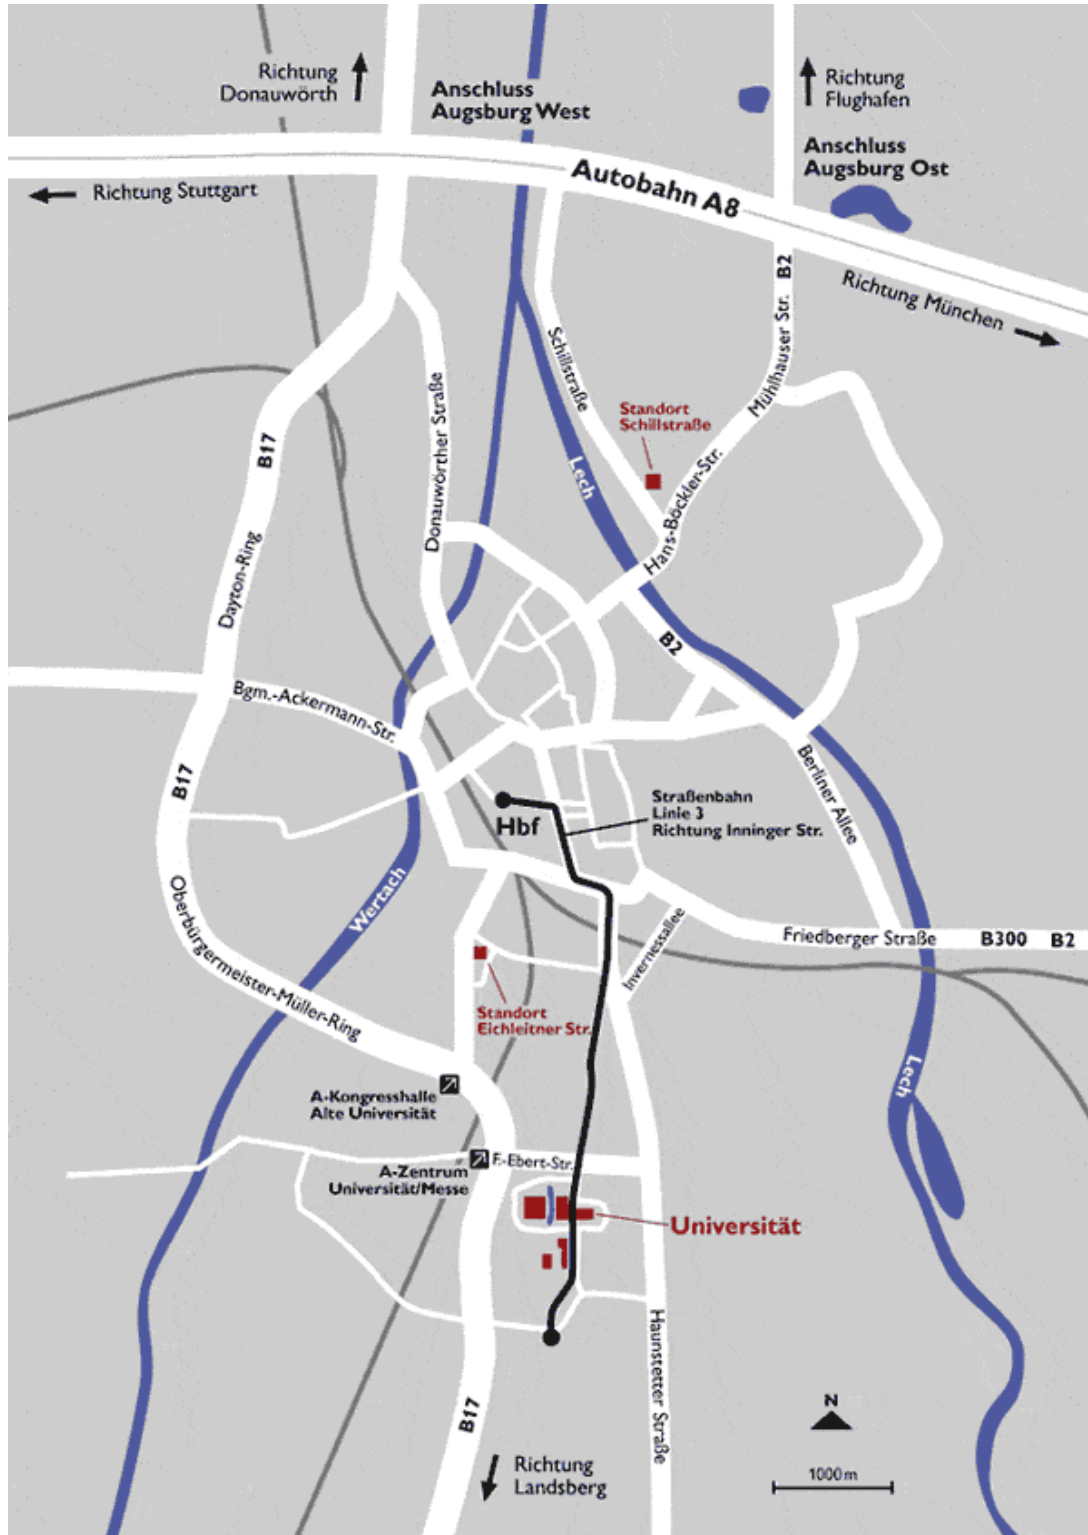 Richtung
Donauwörth
Anschluss
Augsburg West
Richtung
Flughafen
Anschluss
Augsburg Ost
Autobahn A8
Richtung Stuttgart
B2
Richtung München
Mühlhauser Str.
Schillstraße
Standort
Schillstraße
Donauwörther Straße
B17
Lech
Hans-Böckler-Str.
Dayton-Ring
B2
Bgm.-Ackermann-Str.
B17
Berliner Allee
Hbf
Straßenbahn
Linie 3
Richtung Inninger Str.
Wertach
Oberbürgermeister-Müller-Ring
Invernessallee
Friedberger Straße
B300
B2
Standort
Eichleitner Str.
Lech
A-Kongresshalle
Alte Universität
A-Zentrum
Universität/Messe
F.-Ebert-Str.
Universität
Haunstetter Straße
B17
N
1000 m
Richtung
Landsberg